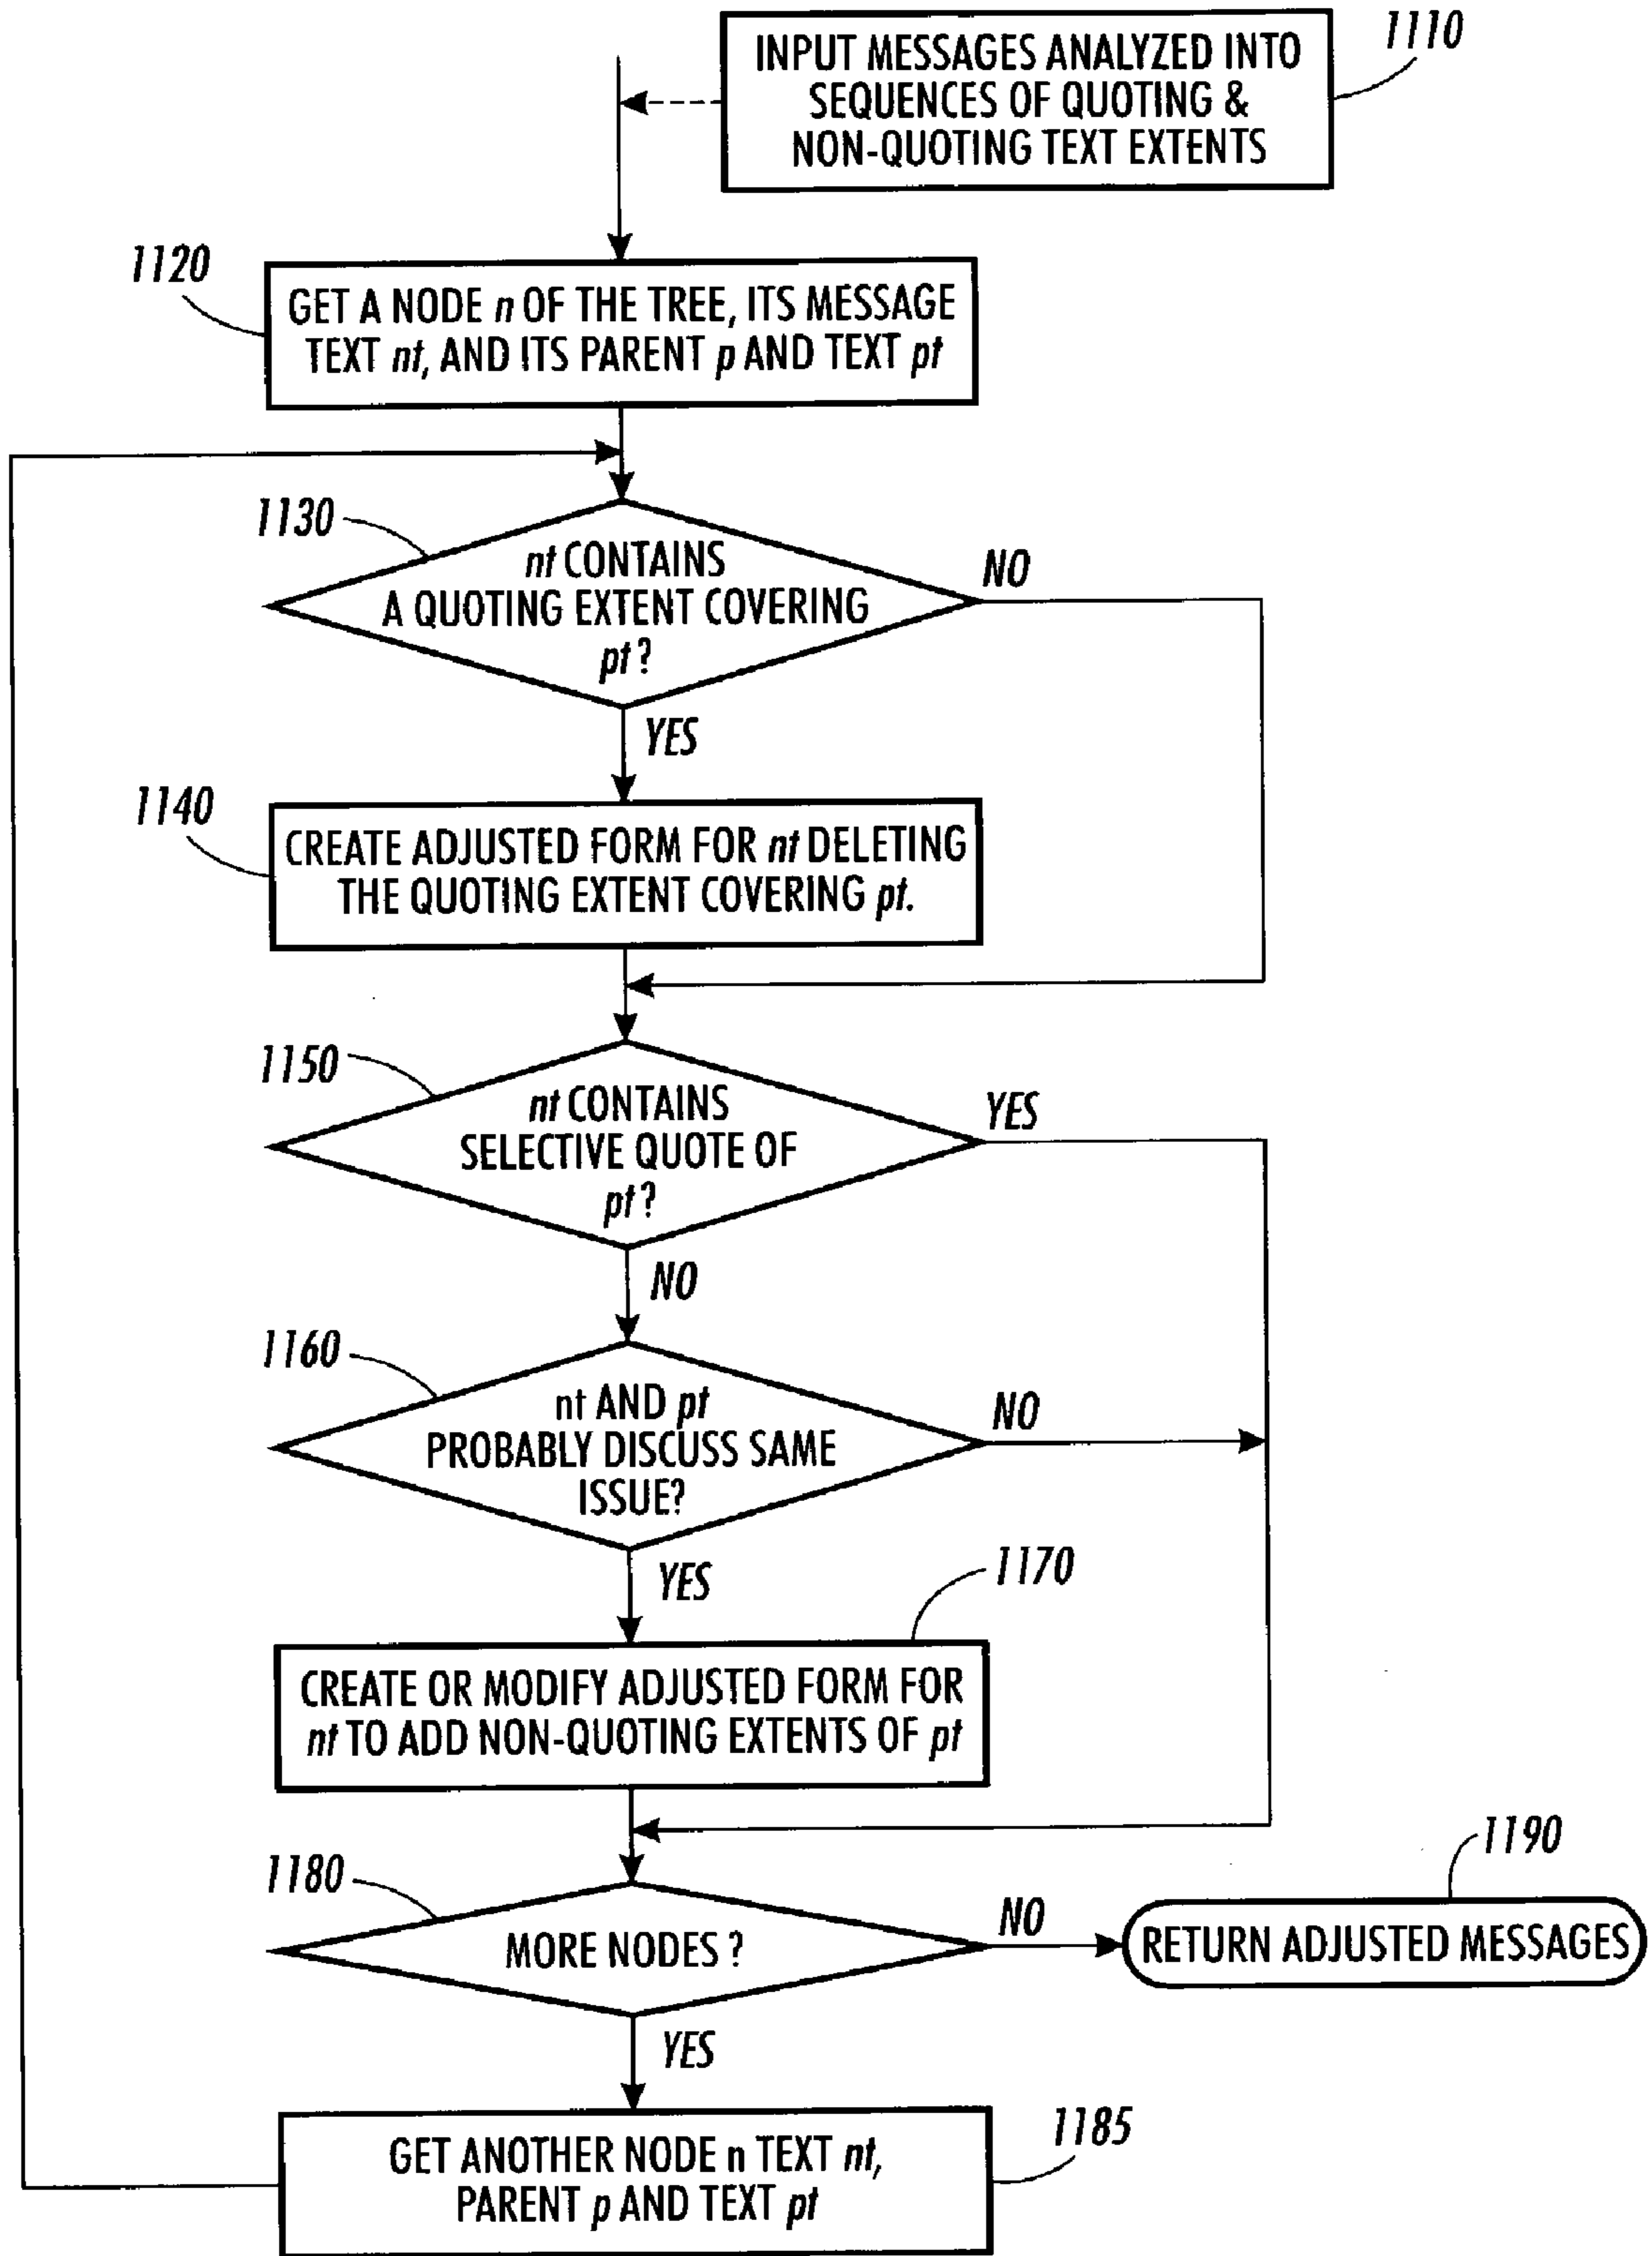 INPUT MESSAGES ANALYZED INTO
SEQUENCES OF QUOTING &
NON-QUOTING TEXT EXTENTS
1110
1120
GET A NODE n OF THE TREE, ITS MESSAGE
TEXT nt, AND ITS PARENT p AND TEXT pt
1130
nt CONTAINS
A QUOTING EXTENT COVERING
pt?
NO
YES
1140
CREATE ADJUSTED FORM FOR nt DELETING
THE QUOTING EXTENT COVERING pt.
1150
nt CONTAINS
SELECTIVE QUOTE OF
pt?
YES
NO
1160
nt AND pt
PROBABLY DISCUSS SAME
ISSUE?
NO
YES
1170
CREATE OR MODIFY ADJUSTED FORM FOR
nt TO ADD NON-QUOTING EXTENTS OF pt
1180
MORE NODES?
NO
1190
RETURN ADJUSTED MESSAGES
YES
1185
GET ANOTHER NODE n TEXT nt,
PARENT p AND TEXT pt